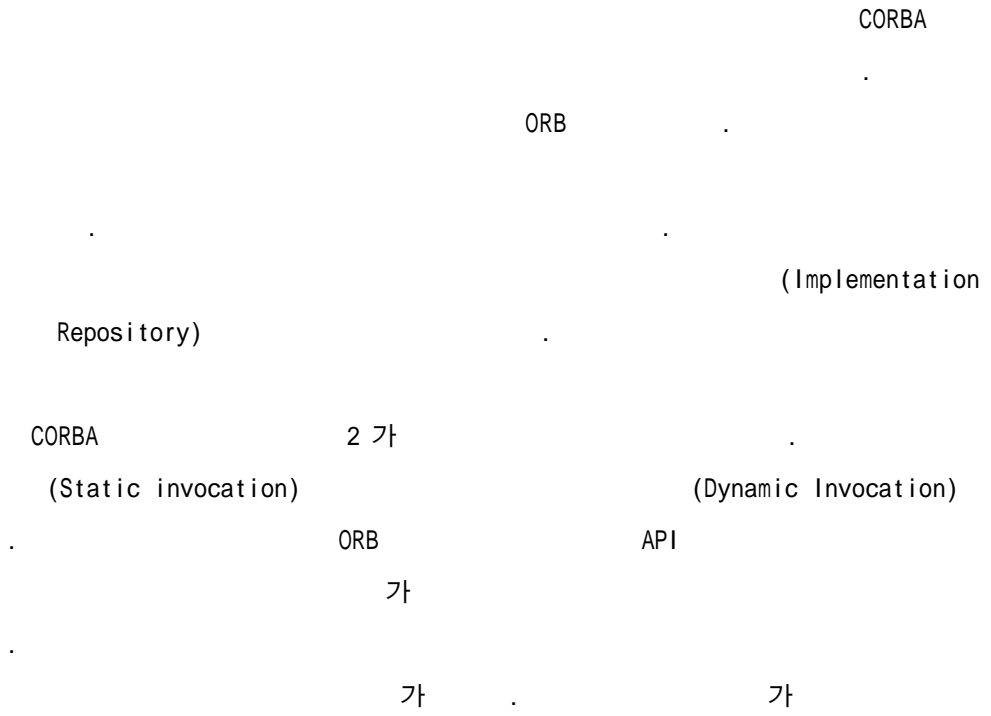 CORBA
.
ORB .
. .
(Implementation
Repository) .
CORBA 2 가 .
(Static invocation) (Dynamic Invocation)
. ORB API
가
.
가 . 가